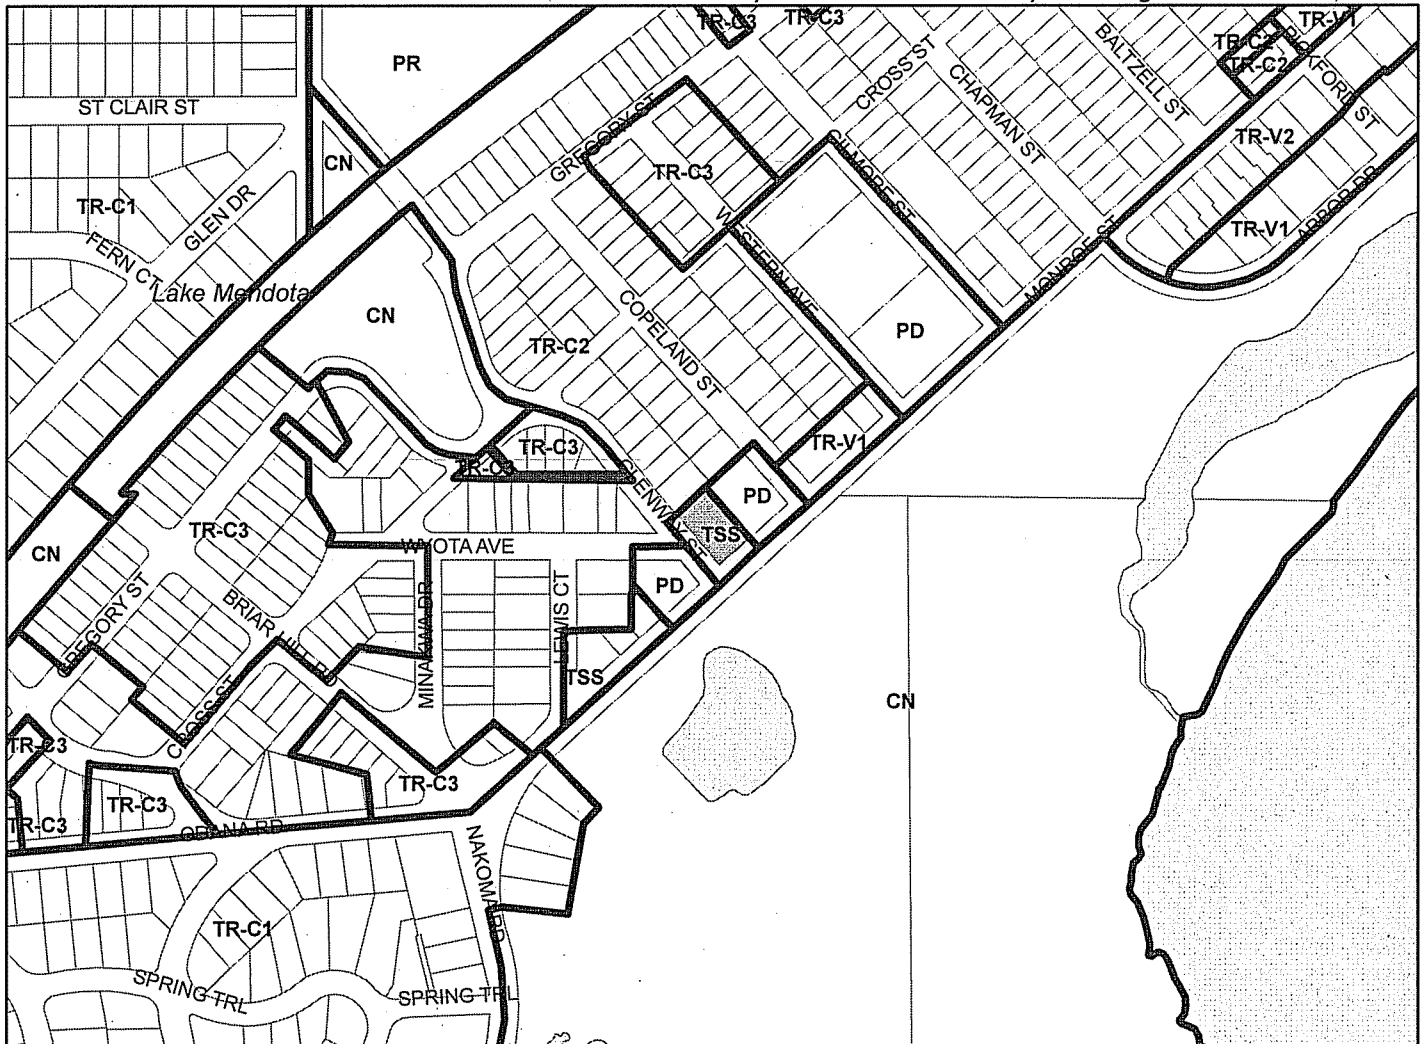 TR-C3
TR-C3
TR-V1
TR-C2
TR-C2
PR
ST CLAIR ST
CROSS ST
CHAPMAN ST
BALTZELL ST
GREGORY ST
TR-V2
CN
TR-C3
GILMORE ST
TR-C1
GLEN DR
FERN CT
WESTERN AVE
MONROE ST
TR-V1
ARBOR DR
Lake Mendota
CN
COPELAND ST
TR-C2
PD
TR-C3
TR-V1
GLENWAY ST
PD
TR-C3
TSS
CN
WYOTA AVE
PD
GREGORY ST
BRIAR HILL RD
MINAKWA DR
LEWIS CT
TSS
CN
CROSS ST
TR-C3
TR-C3
TR-C3
TR-C3
ODANA RD
NAKOMA RD
TR-C1
SPRING TRL
SPRING TRL